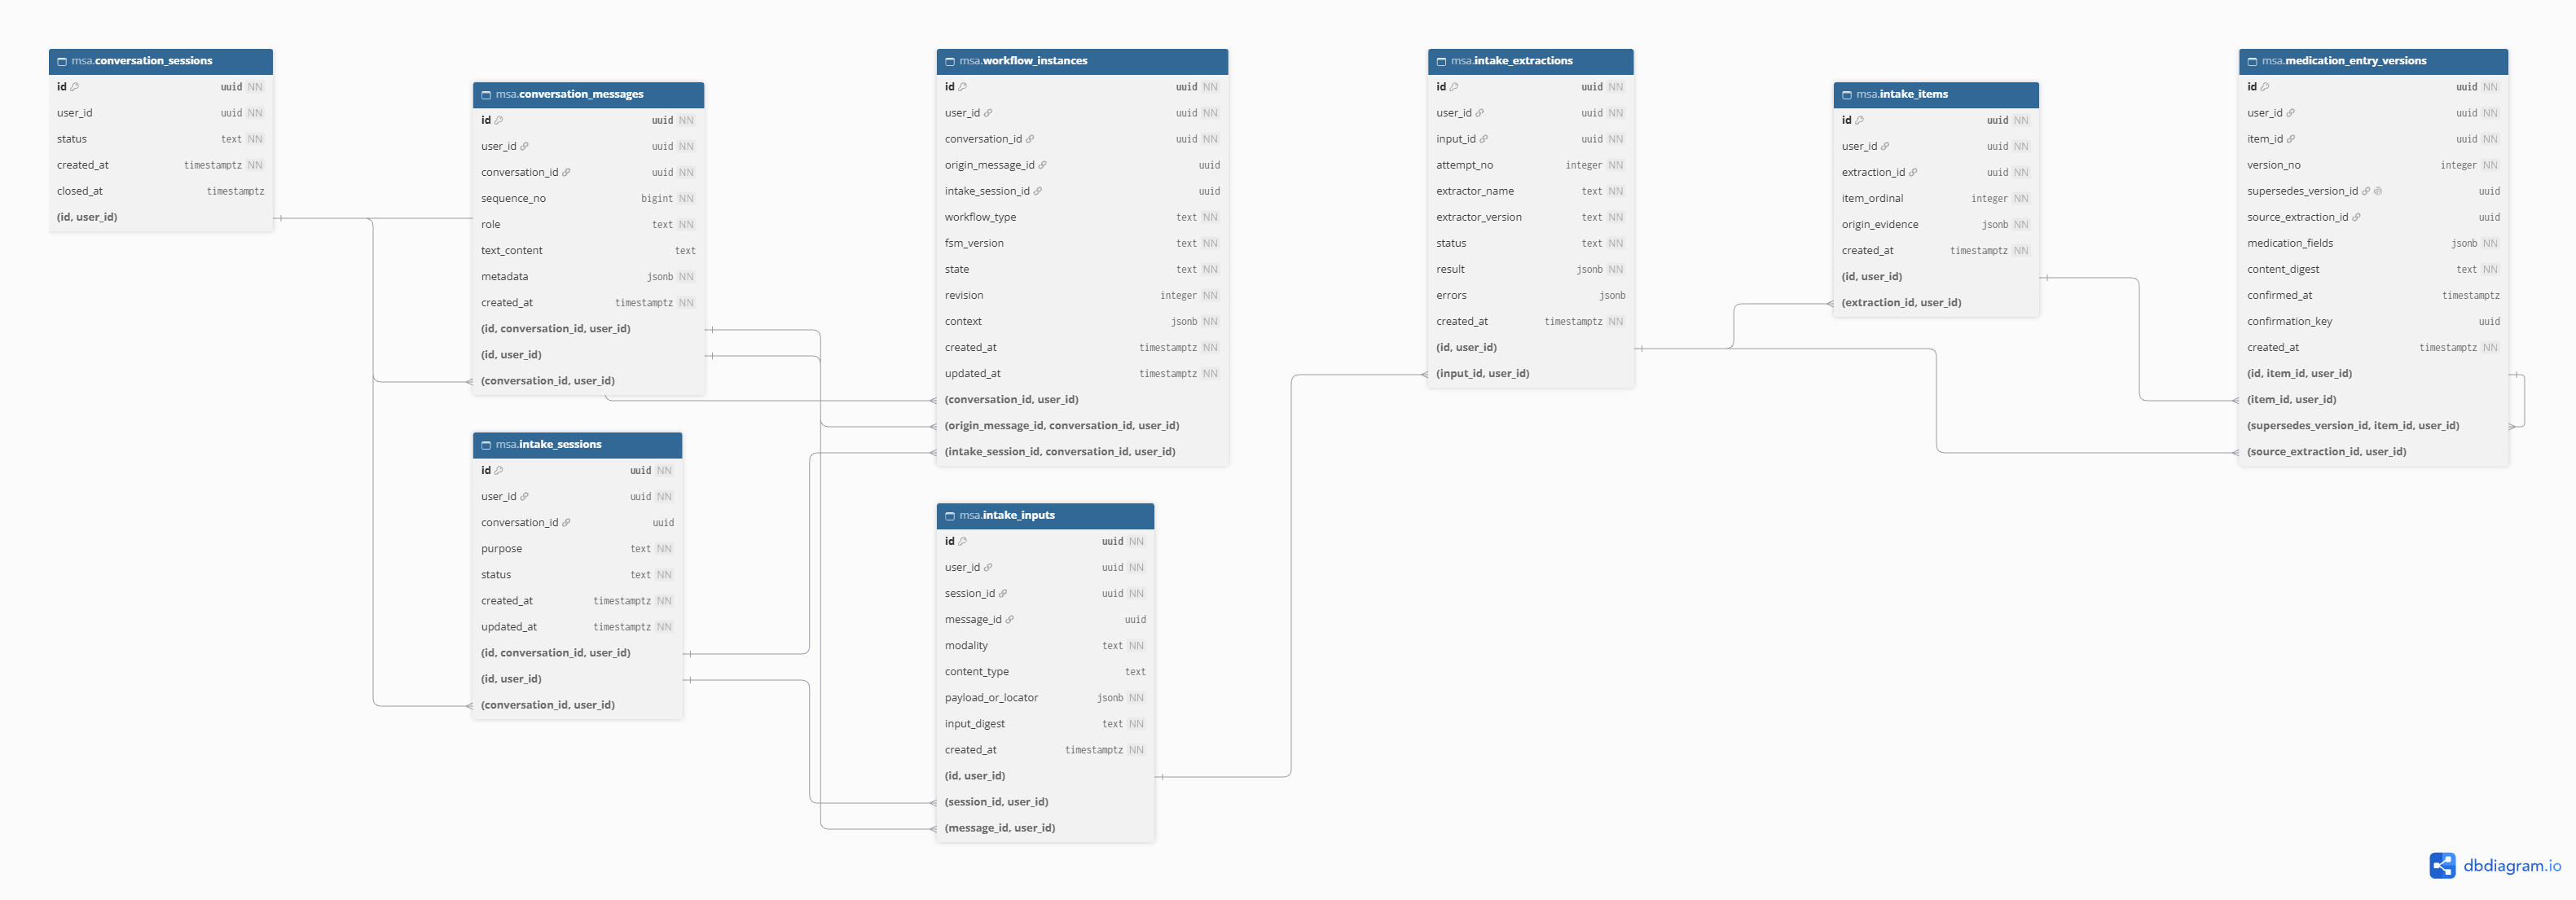 msa.conversation_sessions
id uuid NN
user_id uuid NN
status text NN
created_at timestamptz NN
closed_at timestamptz
(id, user_id)
msa.conversation_messages
id uuid NN
user_id uuid NN
conversation_id uuid NN
sequence_no bigint NN
role text NN
text_content text
metadata jsonb NN
created_at timestamptz NN
(id, conversation_id, user_id)
(id, user_id)
(conversation_id, user_id)
msa.intake_sessions
id uuid NN
user_id uuid NN
conversation_id uuid
purpose text NN
status text NN
created_at timestamptz NN
updated_at timestamptz NN
(id, conversation_id, user_id)
(id, user_id)
(conversation_id, user_id)
msa.workflow_instances
id uuid NN
user_id uuid NN
conversation_id uuid NN
origin_message_id uuid
intake_session_id uuid
workflow_type text NN
fsm_version text NN
state text NN
revision integer NN
context jsonb NN
created_at timestamptz NN
updated_at timestamptz NN
(conversation_id, user_id)
(origin_message_id, conversation_id, user_id)
(intake_session_id, conversation_id, user_id)
msa.intake_inputs
id uuid NN
user_id uuid NN
session_id uuid NN
message_id uuid
modality text NN
content_type text
payload_or_locator jsonb NN
input_digest text NN
created_at timestamptz NN
(id, user_id)
(session_id, user_id)
(message_id, user_id)
msa.intake_extractions
id uuid NN
user_id uuid NN
input_id uuid NN
attempt_no integer NN
extractor_name text NN
extractor_version text NN
status text NN
result jsonb NN
errors jsonb
created_at timestamptz NN
(id, user_id)
(input_id, user_id)
msa.intake_items
id uuid NN
user_id uuid NN
extraction_id uuid NN
item_ordinal integer NN
origin_evidence jsonb NN
created_at timestamptz NN
(id, user_id)
(extraction_id, user_id)
msa.medication_entry_versions
id uuid NN
user_id uuid NN
item_id uuid NN
version_no integer NN
supersedes_version_id uuid
source_extraction_id uuid
medication_fields jsonb NN
content_digest text NN
confirmed_at timestamptz
confirmation_key uuid
created_at timestamptz NN
(id, item_id, user_id)
(item_id, user_id)
(supersedes_version_id, item_id, user_id)
(source_extraction_id, user_id)
dbdiagram.io